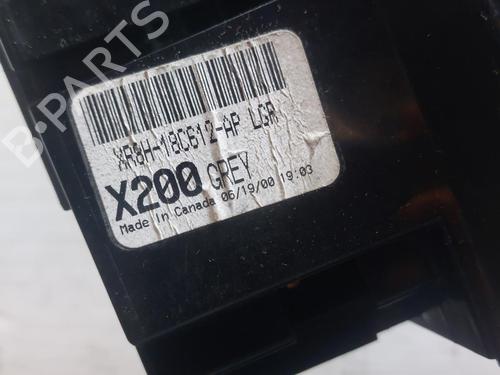 B-PARTS
XR8H-18C612-AP LGR
X200 GREY
Made In Canada 06/19/00 19:03